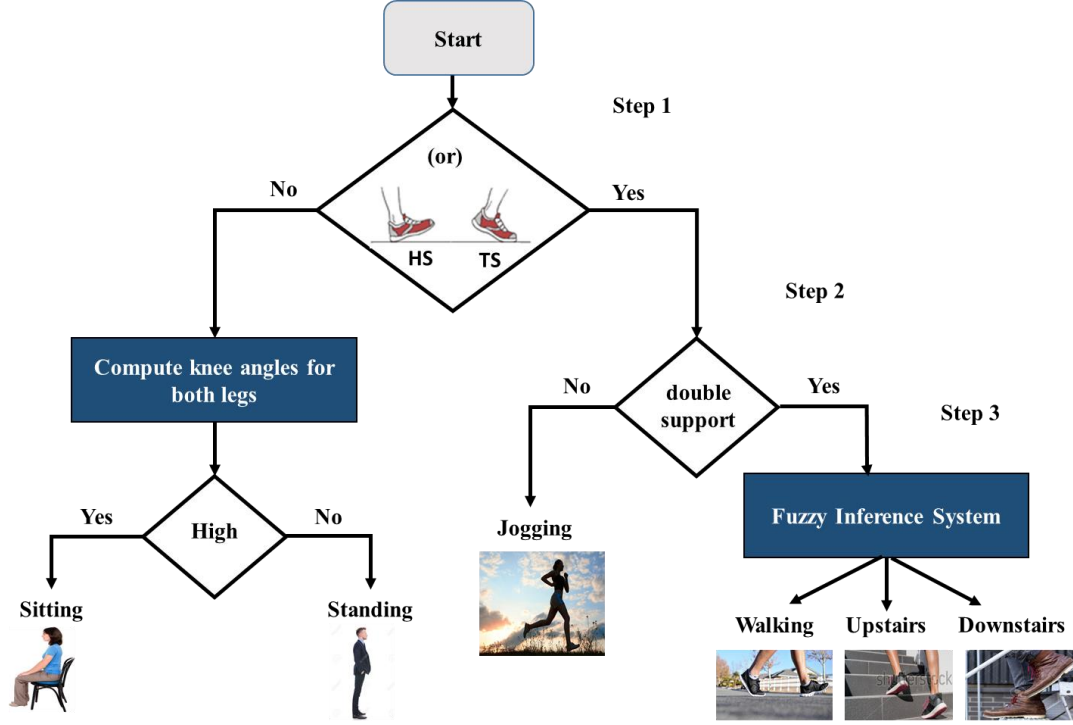 Start
Step 1
(or)
No
Yes
HS
TS
Step 2
Compute knee angles for
both legs
No
double
support
Yes
Step 3
Yes
High
No
Jogging
Fuzzy Inference System
Sitting
Standing
Walking
Upstairs
Downstairs